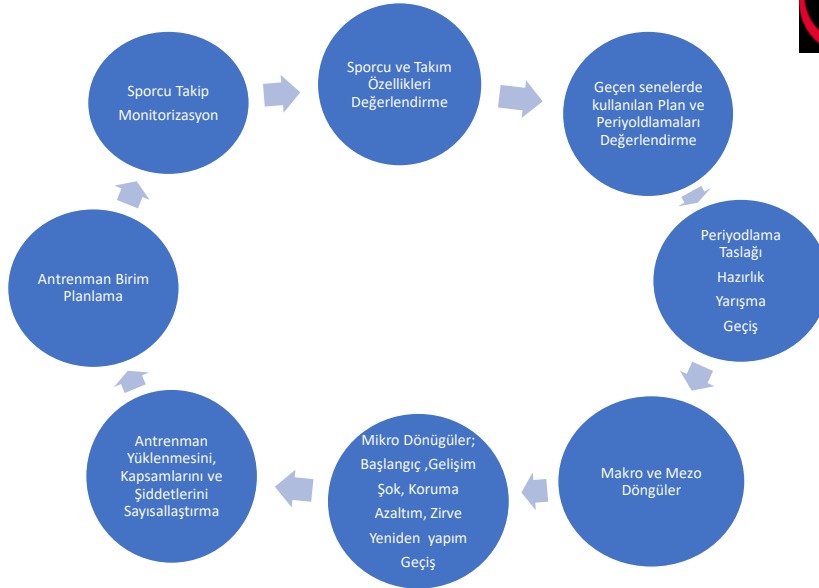 Sporcu ve Takım
Özellikleri
Değerlendirme
Geçen senelerde
kullanılan Plan ve
Periyoldlamaları
Değerlendirme
Periyodlama
Taslağı
Hazırlık
Yarışma
Geçiş
Makro ve Mezo
Döngüler
Mikro Dönügüler;
Başlangıç ,Gelişim
Şok, Koruma
Azaltım, Zirve
Yeniden yapım
Geçiş
Antrenman
Yüklenmesini,
Kapsamlarını ve
Şiddetlerini
Sayısallaştırma
Antrenman Birim
Planlama
Sporcu Takip
Monitorizasyon